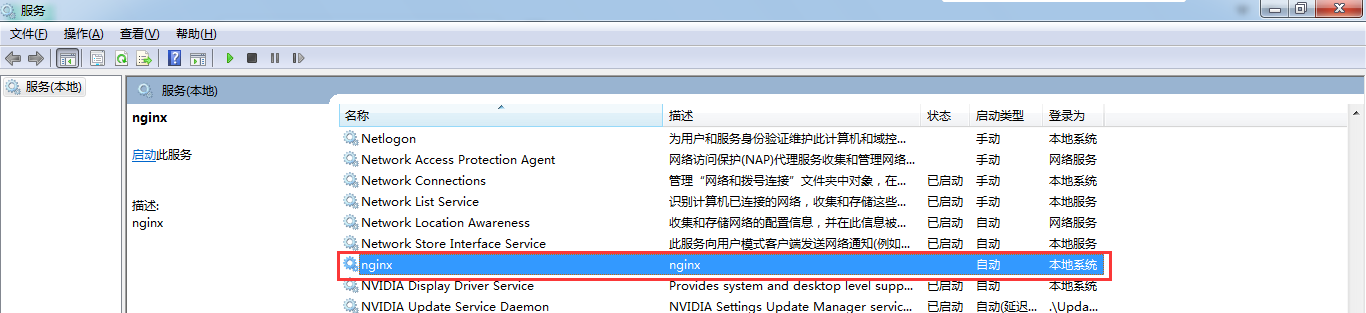 服务
文件(F) 操作(A) 查看(V) 帮助(H)
服务(本地)
服务(本地)
nginx
启动此服务
描述:
nginx
名称 描述 状态 启动类型 登录为
Netlogon 为用户和服务身份验证维护此计算机和域控... 手动 本地系统
Network Access Protection Agent 网络访问保护(NAP)代理服务收集和管理网络... 手动 网络服务
Network Connections 管理“网络和拨号连接”文件夹中对象，在... 已启动 手动 本地系统
Network List Service 识别计算机已连接的网络，收集和存储这些... 已启动 手动 本地服务
Network Location Awareness 收集和存储网络的配置信息，并在此信息被... 已启动 自动 网络服务
Network Store Interface Service 此服务向用户模式客户端发送网络通知(例如... 已启动 自动 本地服务
nginx nginx 自动 本地系统
NVIDIA Display Driver Service Provides system and desktop level supp... 已启动 自动 本地系统
NVIDIA Update Service Daemon NVIDIA Settings Update Manager servic... 已启动 自动(延迟... .\Upda...